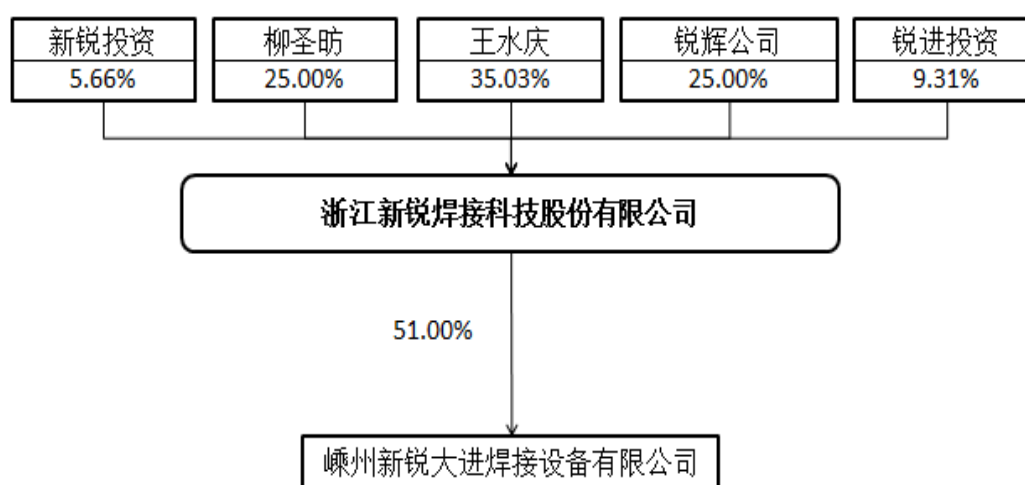 新锐投资
5.66%
柳圣昉
25.00%
王水庆
35.03%
锐辉公司
25.00%
锐进投资
9.31%
浙江新锐焊接科技股份有限公司
51.00%
嵊州新锐大进焊接设备有限公司